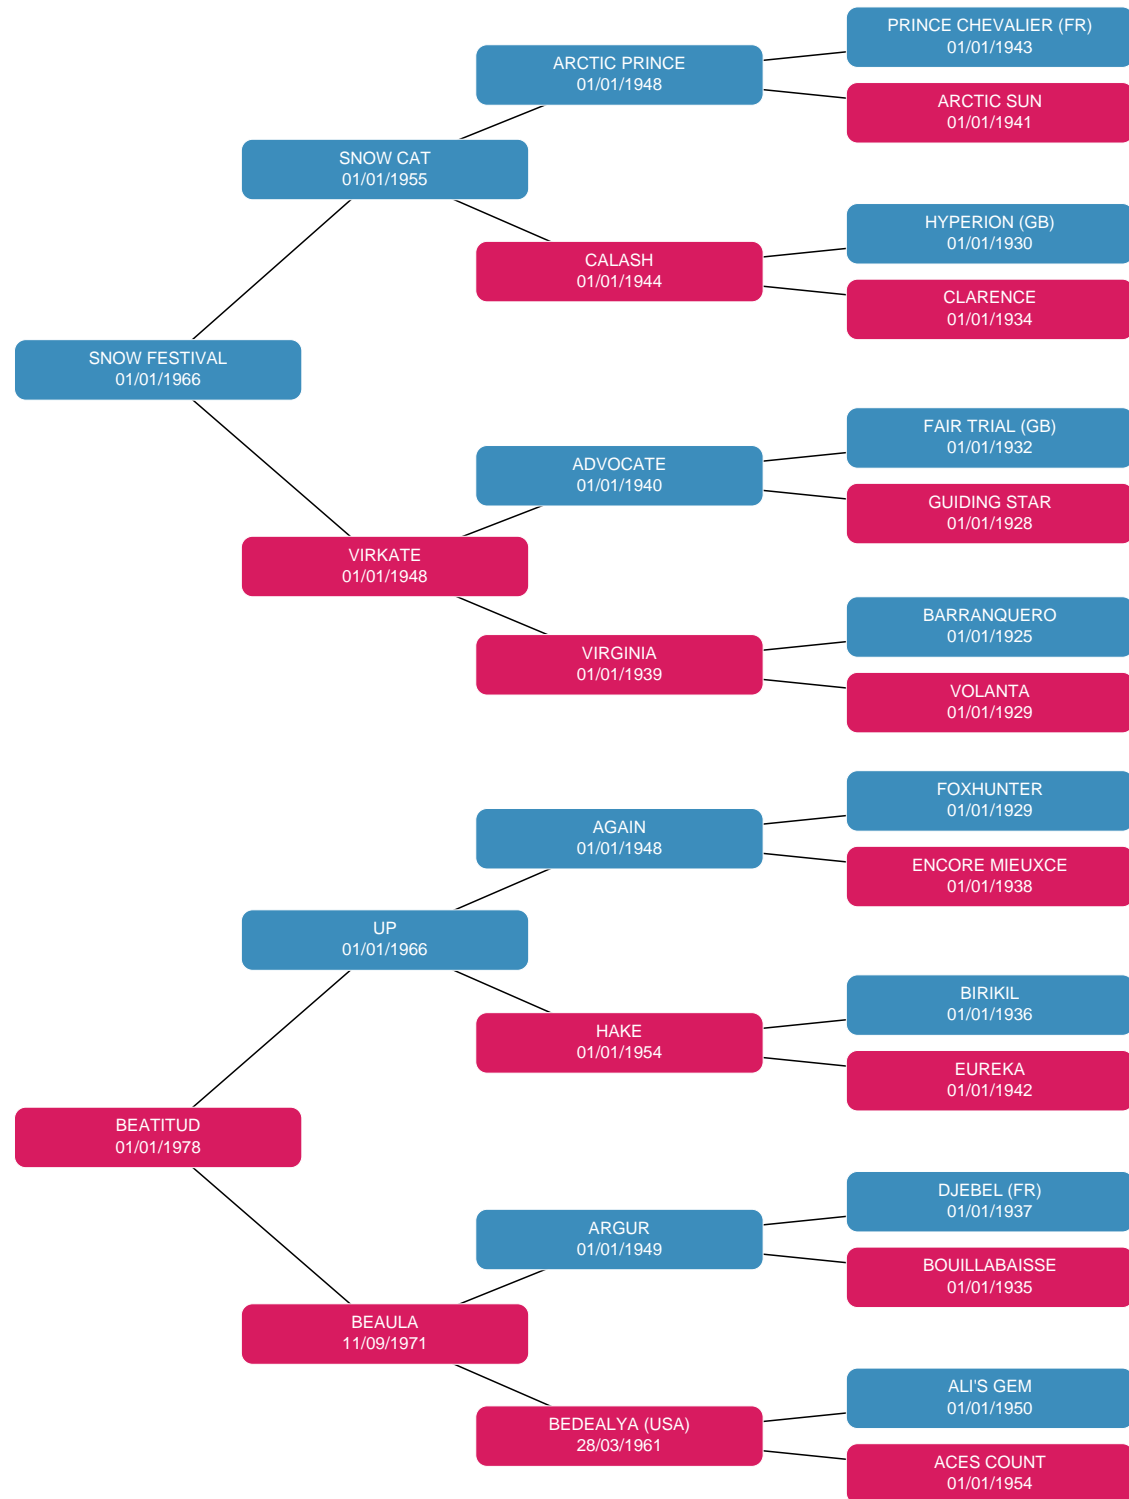 PRINCE CHEVALIER (FR)
01/01/1943
ARCTIC PRINCE
01/01/1948
ARCTIC SUN
01/01/1941
SNOW CAT
01/01/1955
HYPERION (GB)
01/01/1930
CALASH
01/01/1944
CLARENCE
01/01/1934
SNOW FESTIVAL
01/01/1966
FAIR TRIAL (GB)
01/01/1932
ADVOCATE
01/01/1940
GUIDING STAR
01/01/1928
VIRKATE
01/01/1948
BARRANQUERO
01/01/1925
VIRGINIA
01/01/1939
VOLANTA
01/01/1929
FOXHUNTER
01/01/1929
AGAIN
01/01/1948
ENCORE MIEUXCE
01/01/1938
UP
01/01/1966
BIRIKIL
01/01/1936
HAKE
01/01/1954
EUREKA
01/01/1942
BEATITUD
01/01/1978
DJEBEL (FR)
01/01/1937
ARGUR
01/01/1949
BOUILLABAISSE
01/01/1935
BEAULA
11/09/1971
ALI'S GEM
01/01/1950
BEDEALYA (USA)
28/03/1961
ACES COUNT
01/01/1954